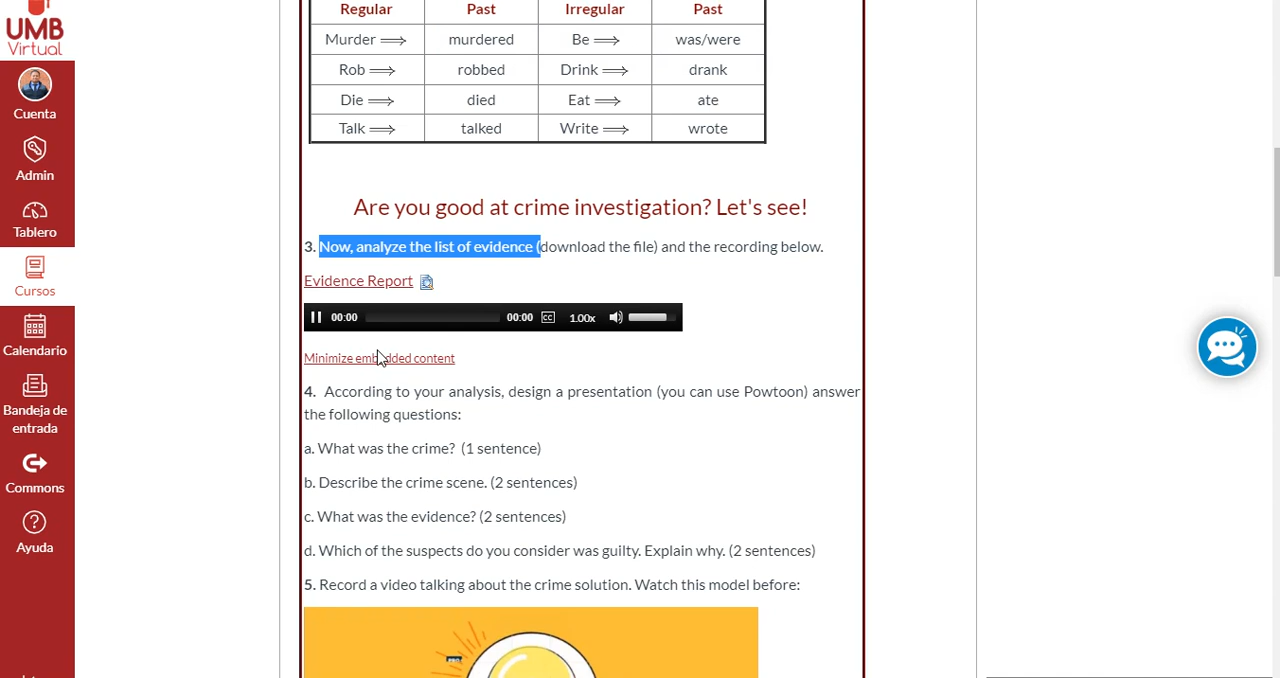 UMB
Virtual
Cuenta
Admin
Tablero
Cursos
Calendario
Bandeja de
entrada
Commons
Ayuda
Regular Past Irregular Past
Murder ⟹ murdered Be ⟹ was/were
Rob ⟹ robbed Drink ⟹ drank
Die ⟹ died Eat ⟹ ate
Talk ⟹ talked Write ⟹ wrote
Are you good at crime investigation? Let's see!
3. Now, analyze the list of evidence (download the file) and the recording below.
Evidence Report
00:00 00:00 CC 1.00x
Minimize embedded content
4. According to your analysis, design a presentation (you can use Powtoon) answer
the following questions:
a. What was the crime? (1 sentence)
b. Describe the crime scene. (2 sentences)
c. What was the evidence? (2 sentences)
d. Which of the suspects do you consider was guilty. Explain why. (2 sentences)
5. Record a video talking about the crime solution. Watch this model before: